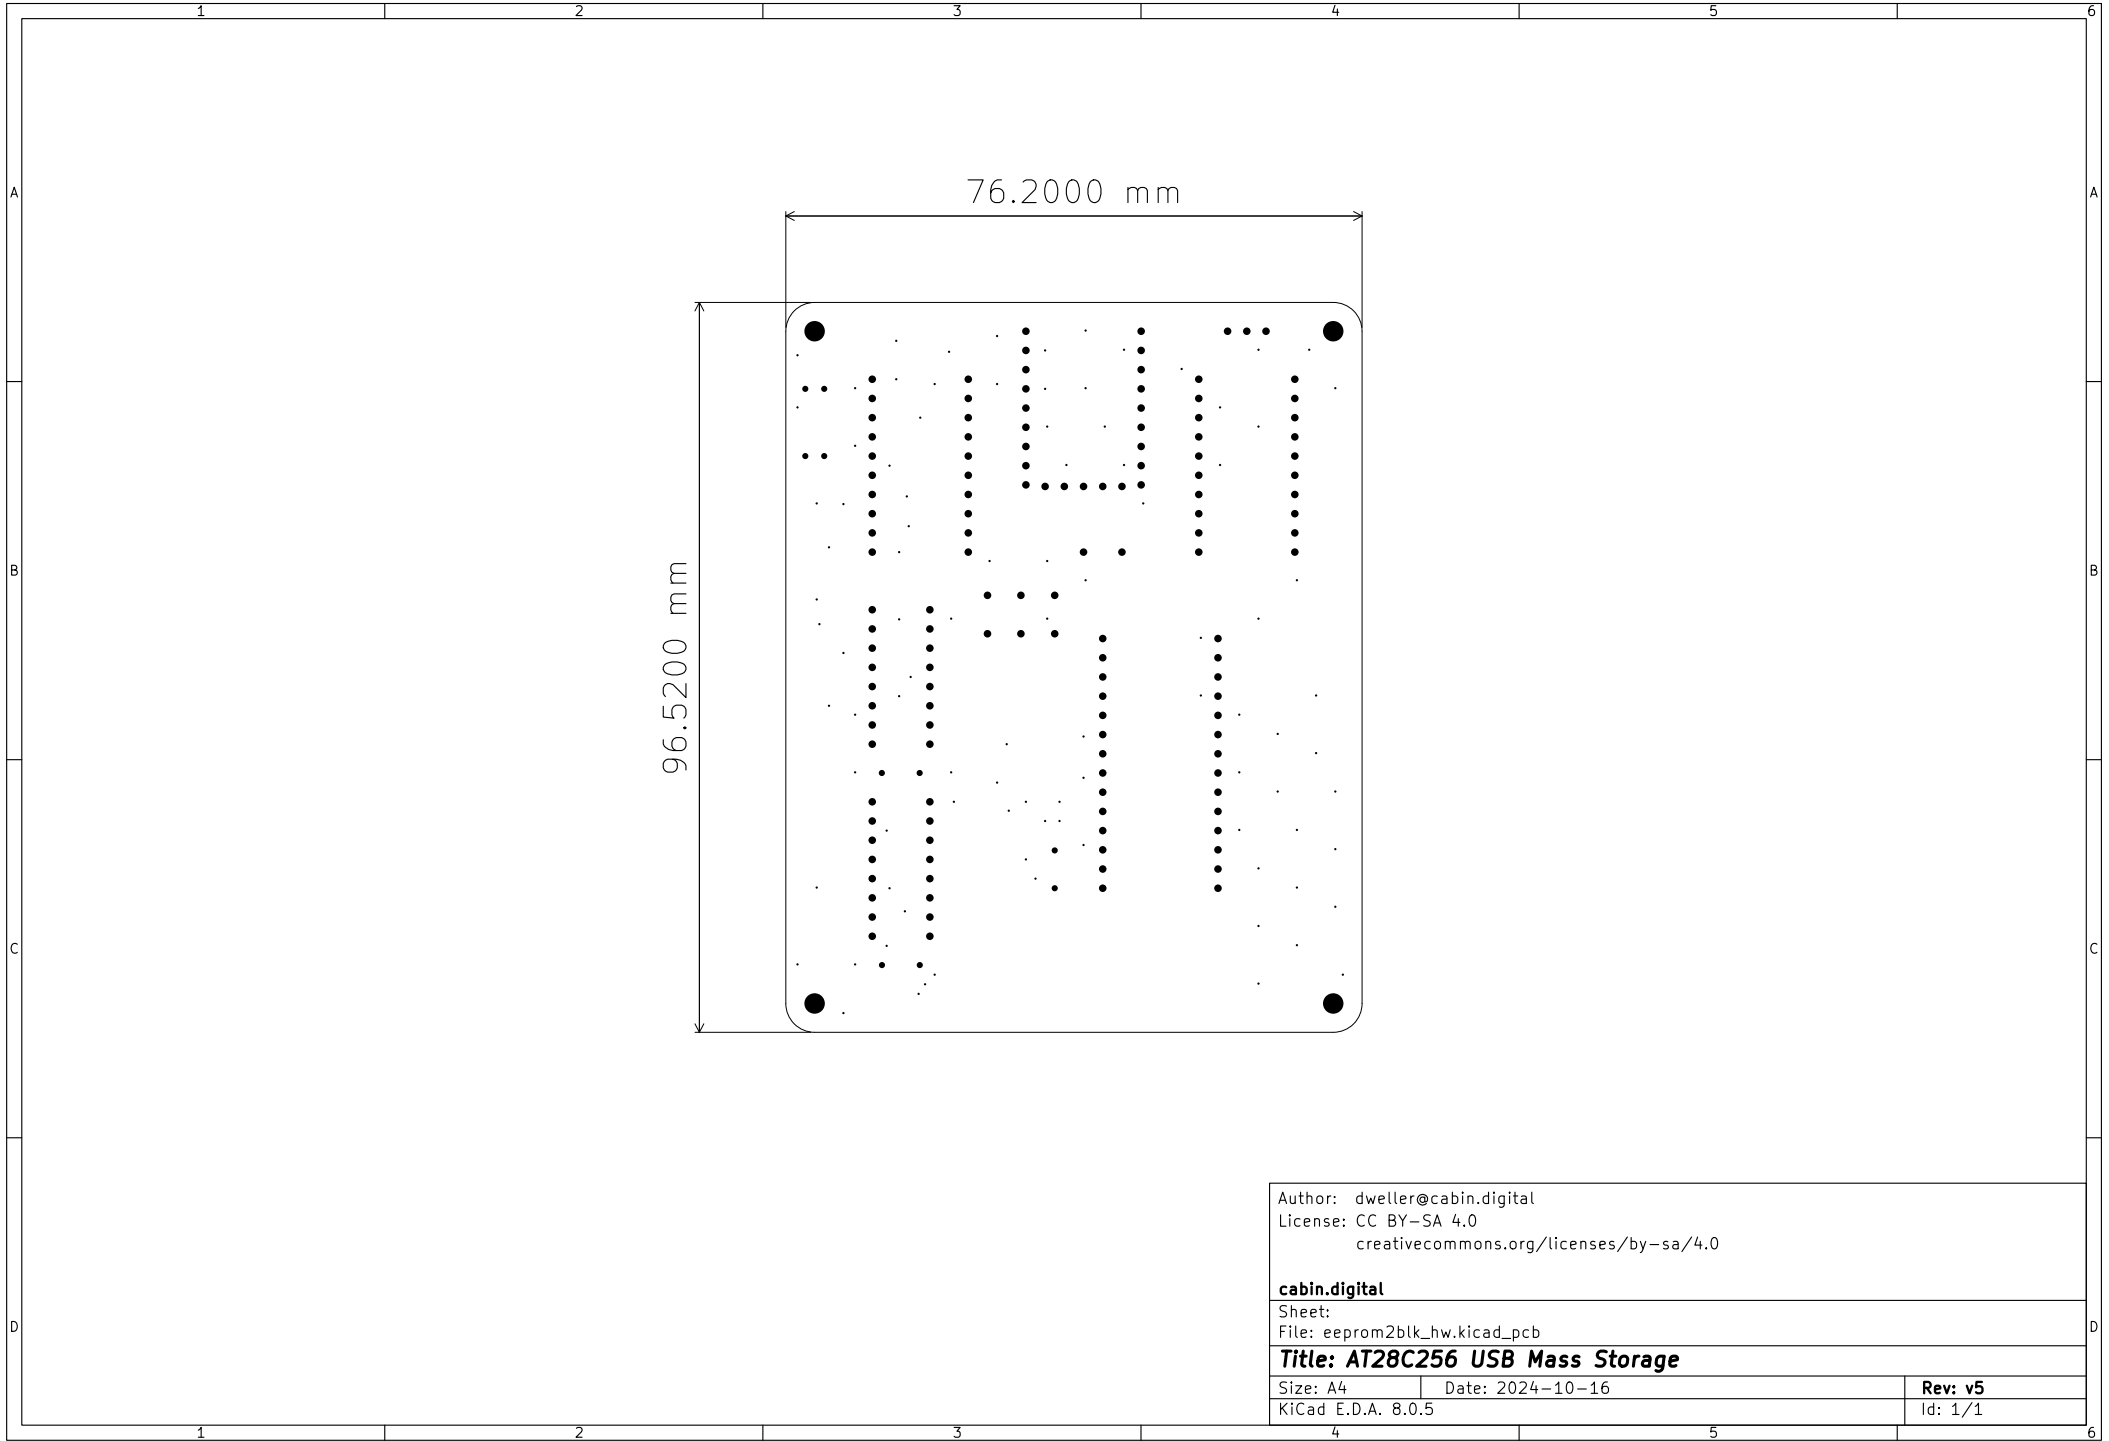 1 2 3 4 5 6
A A
76.2000 mm
96.5200 mm
B B
C C
D D
Author: dweller@cabin.digital
License: CC BY-SA 4.0
creativecommons.org/licenses/by-sa/4.0
cabin.digital
Sheet:
File: eeprom2blk_hw.kicad_pcb
Title: AT28C256 USB Mass Storage
Size: A4 Date: 2024-10-16 Rev: v5
KiCad E.D.A. 8.0.5 Id: 1/1
1 2 3 4 5 6